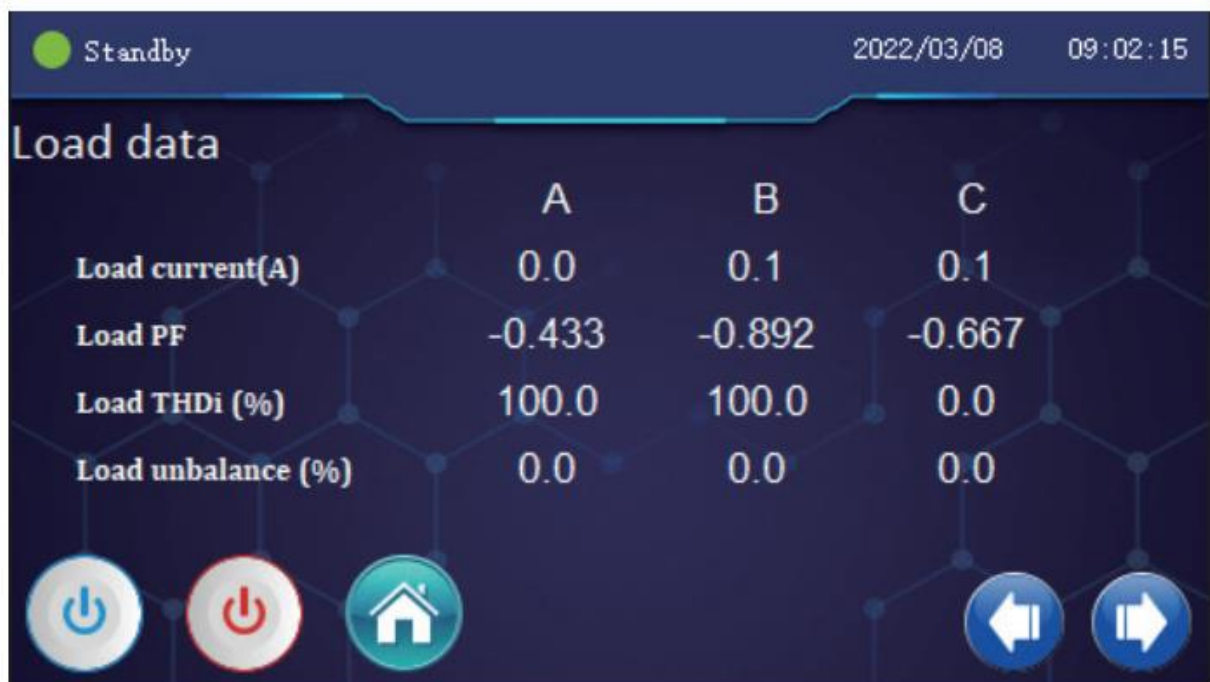 Standby 2022/03/08 09:02:15
Load data
A B C
Load current(A) 0.0 0.1 0.1
Load PF -0.433 -0.892 -0.667
Load THDi (%) 100.0 100.0 0.0
Load unbalance (%) 0.0 0.0 0.0